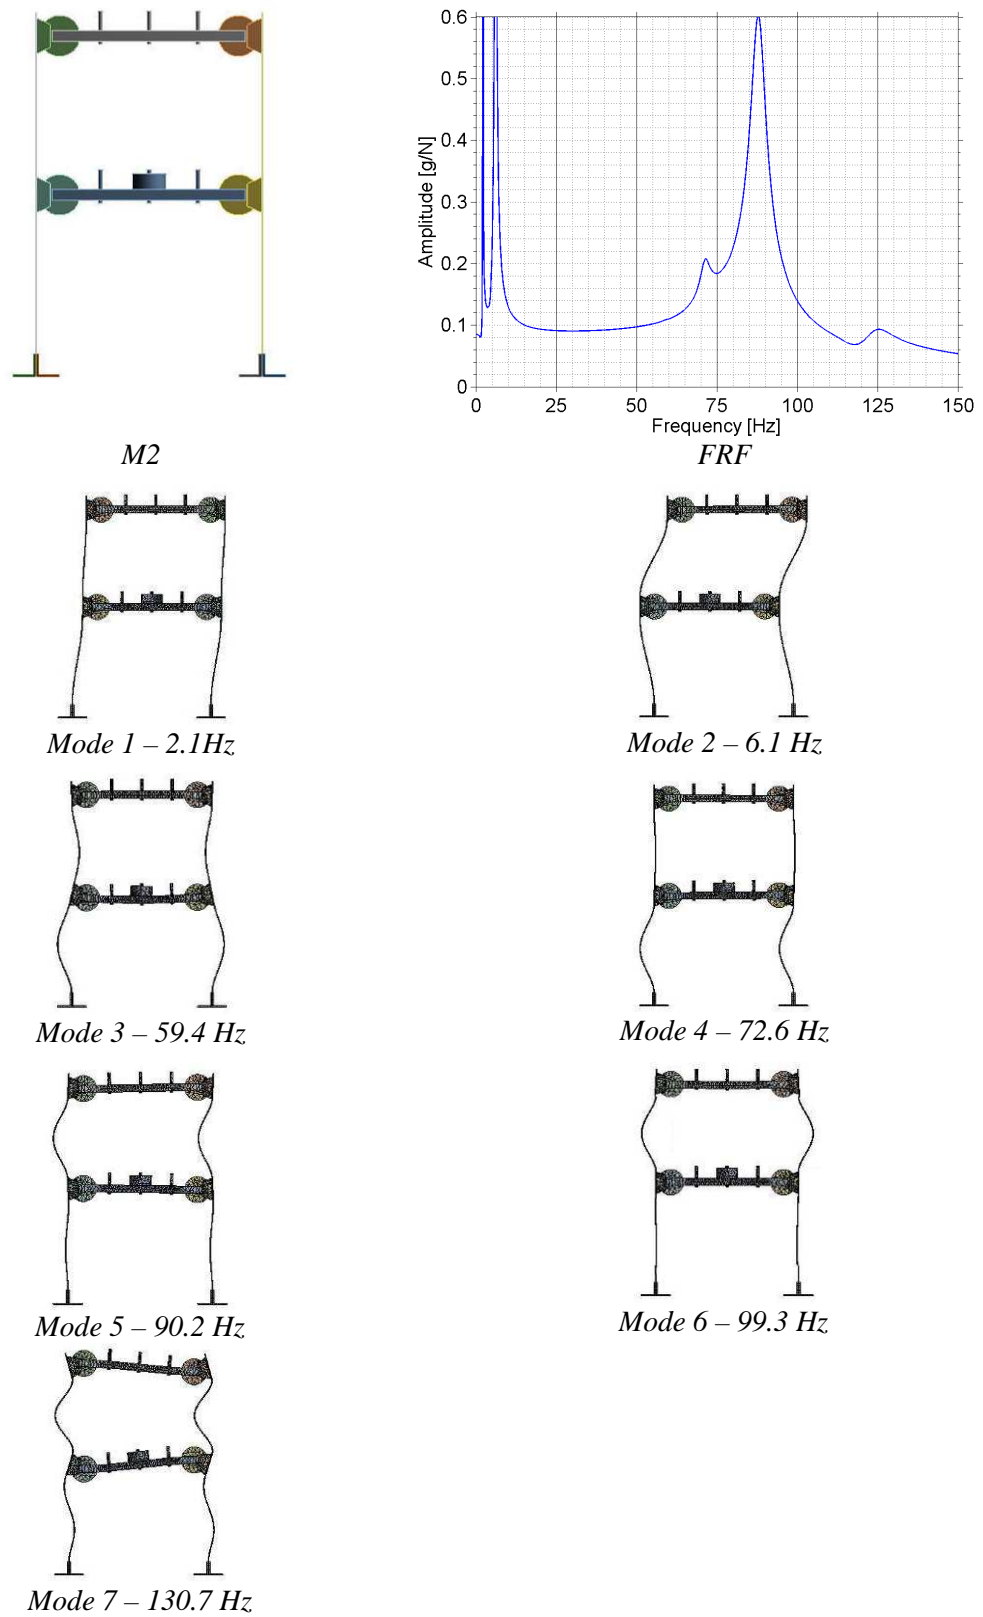 0.6
0.5
0.4
0.3
0.2
0.1
0
Amplitude [g/N]
0 25 50 75 100 125 150
Frequency [Hz]
M2 FRF
Mode 1 – 2.1Hz Mode 2 – 6.1 Hz
Mode 3 – 59.4 Hz Mode 4 – 72.6 Hz
Mode 5 – 90.2 Hz Mode 6 – 99.3 Hz
Mode 7 – 130.7 Hz